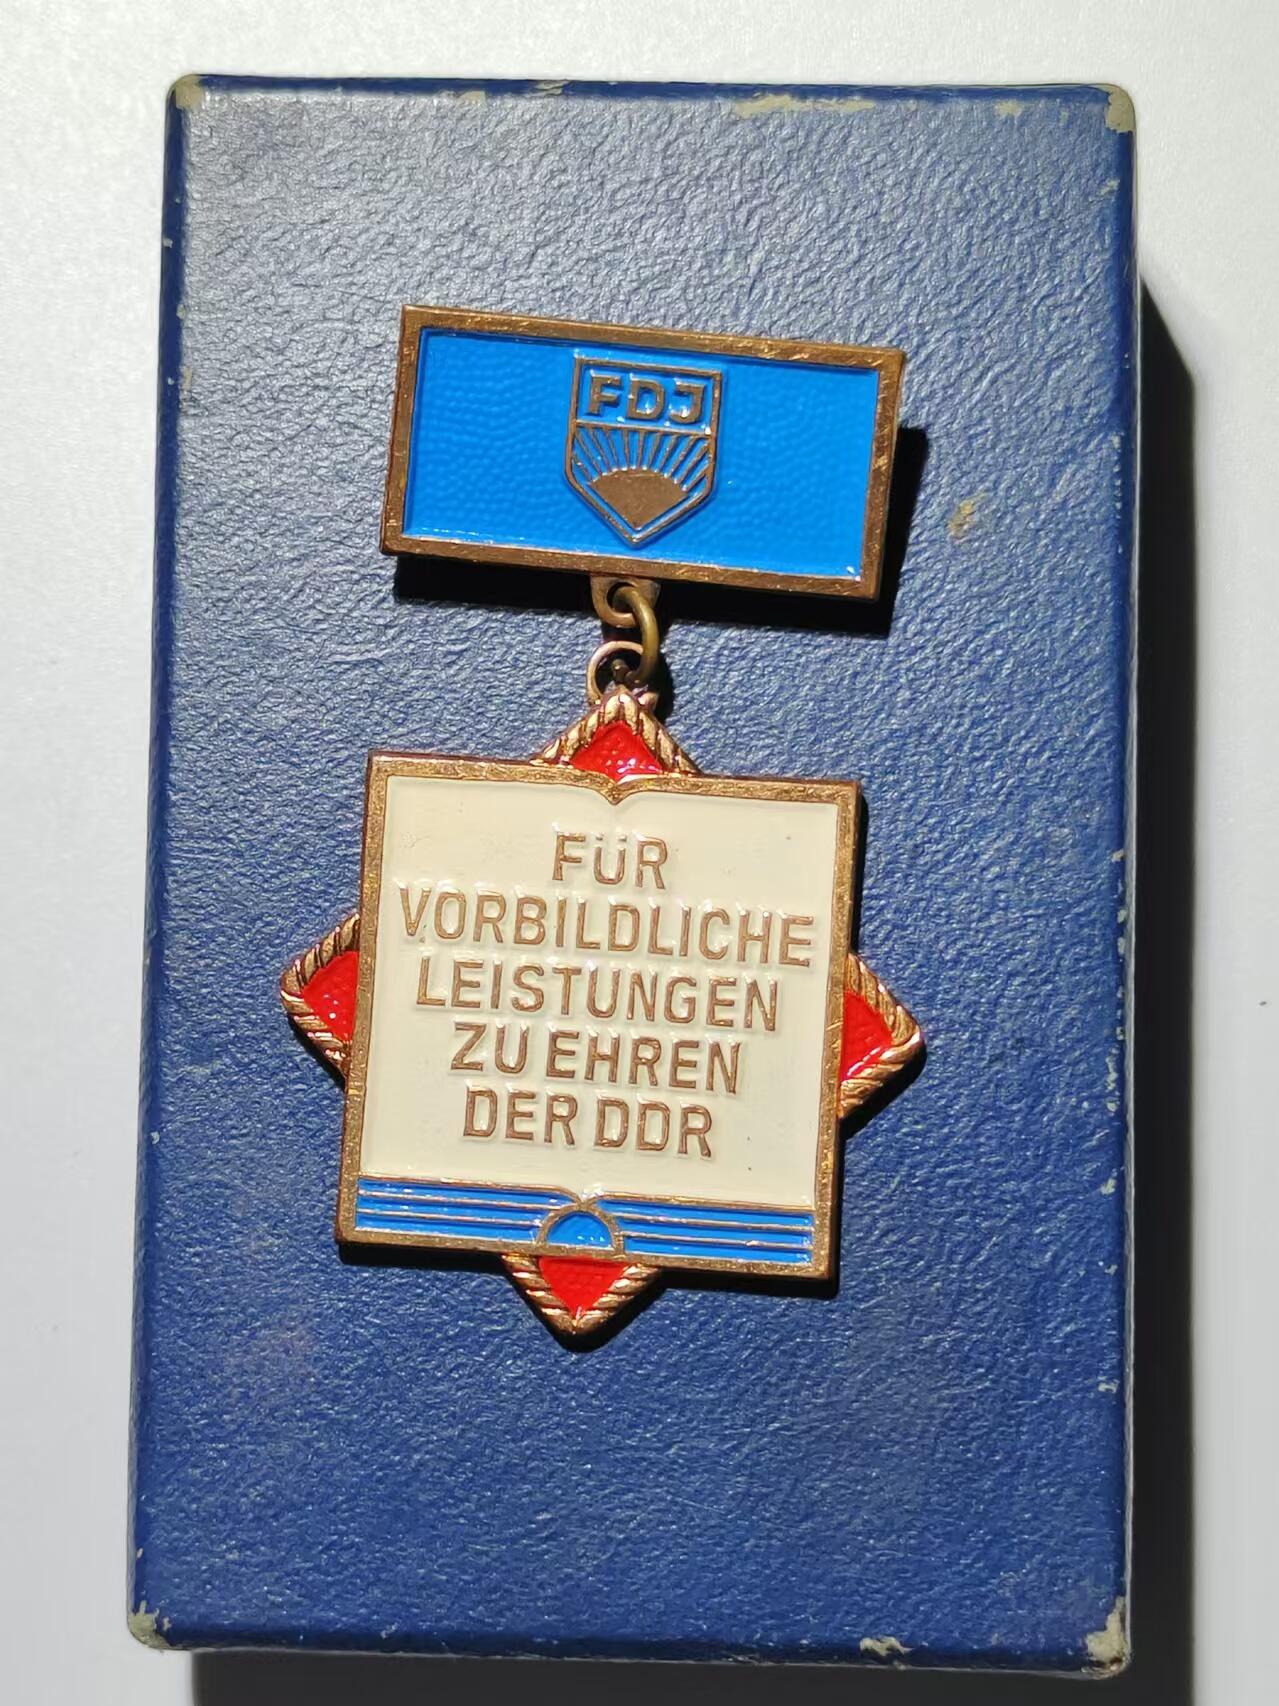 FDJ
FÜR
VORBILDLICHE
LEISTUNGEN
ZU EHREN
DER DDR